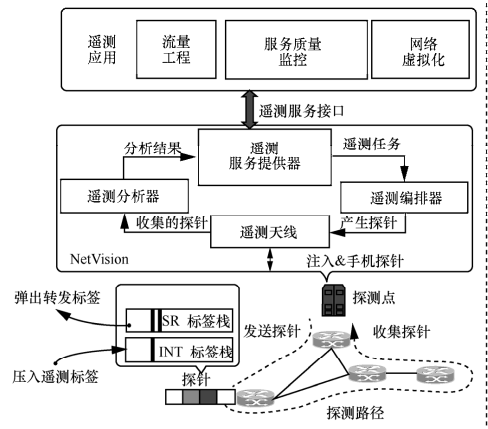 遥测
应用
流量
工程
服务质量
监控
网络
虚拟化
遥测服务接口
分析结果
遥测
服务提供器
遥测任务
遥测分析器
遥测编排器
收集的探针
遥测天线
产生探针
NetVision
注入&手机探针
弹出转发标签
SR 标签栈
探测点
发送探针
收集探针
INT 标签栈
压入遥测标签
探针
探测路径